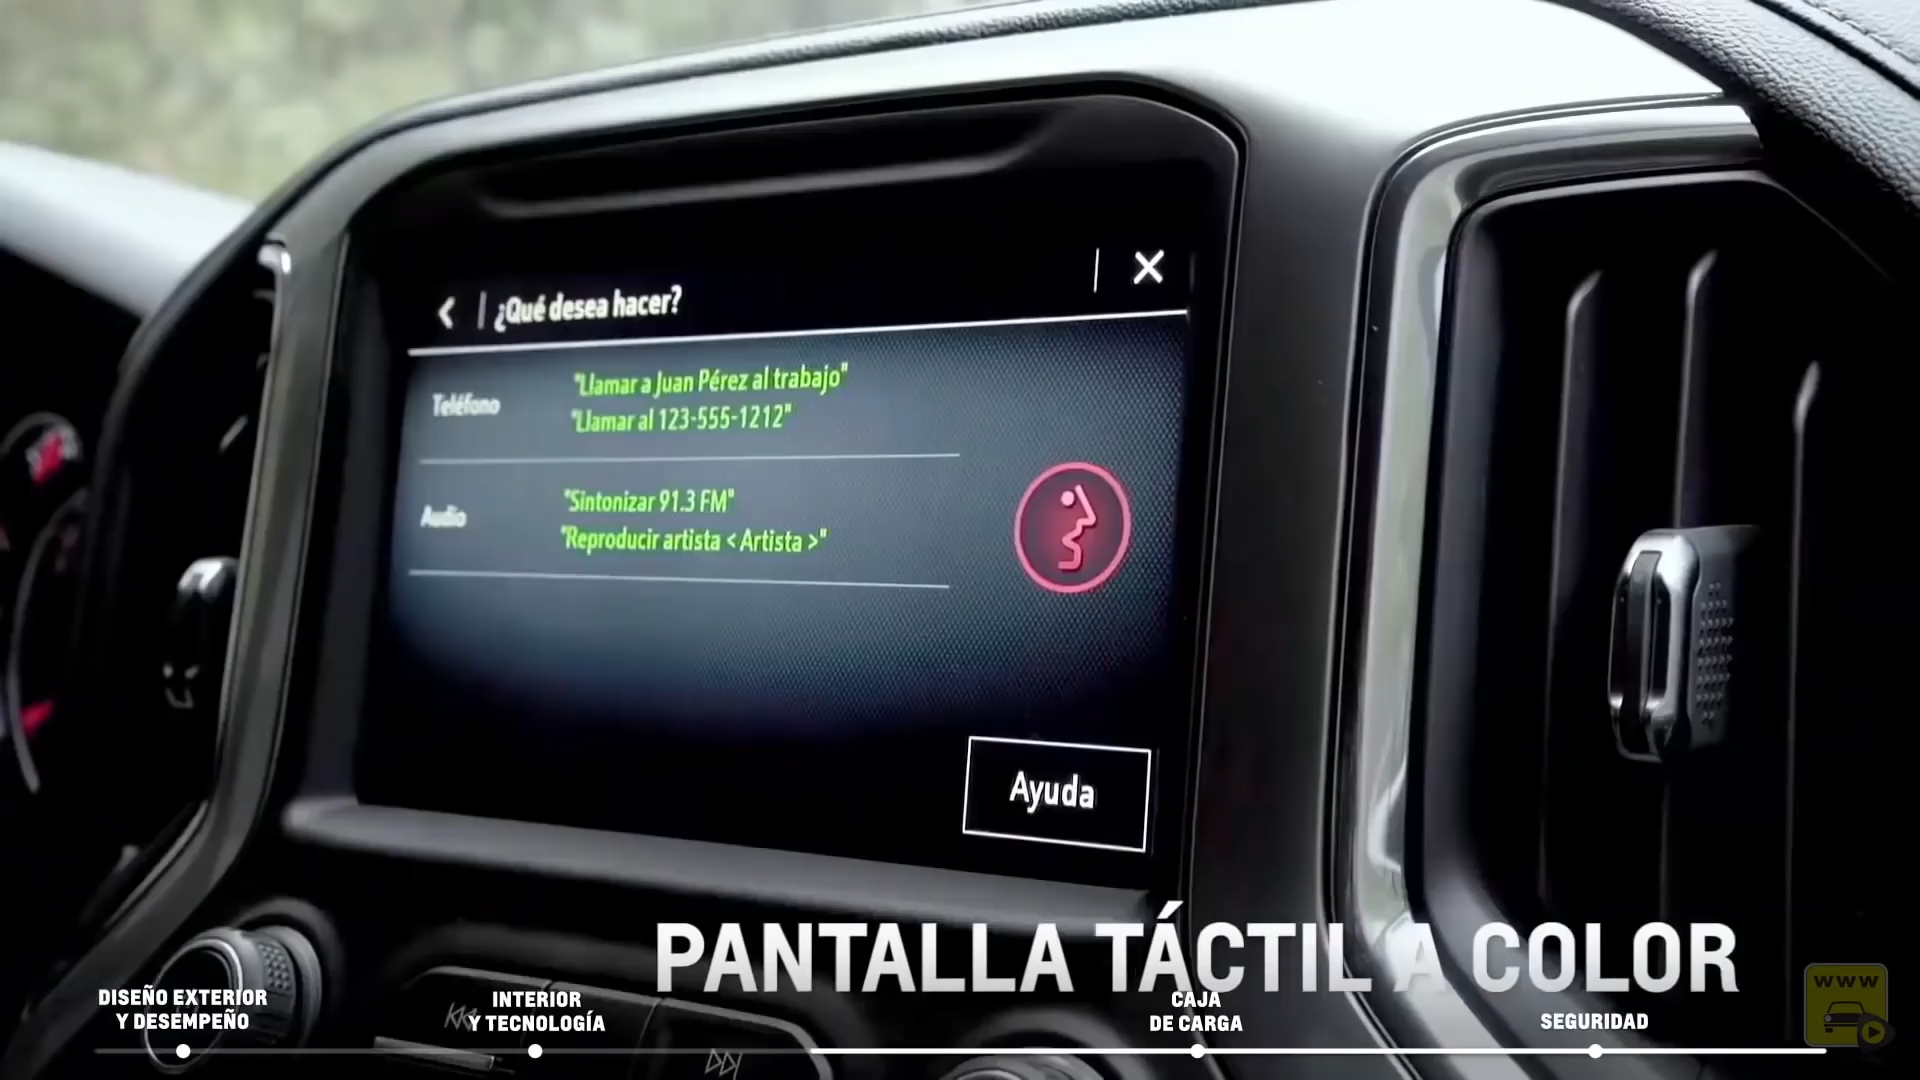 ¿Qué desea hacer?
Teléfono
"Llamar a Juan Pérez al trabajo"
"Llamar al 123-555-1212"
Audio
"Sintonizar 91.3 FM"
"Reproducir artista < Artista >"
Ayuda
PANTALLA TÁCTIL A COLOR
DISEÑO EXTERIOR
Y DESEMPEÑO
INTERIOR
Y TECNOLOGÍA
CAJA
DE CARGA
SEGURIDAD
WWW